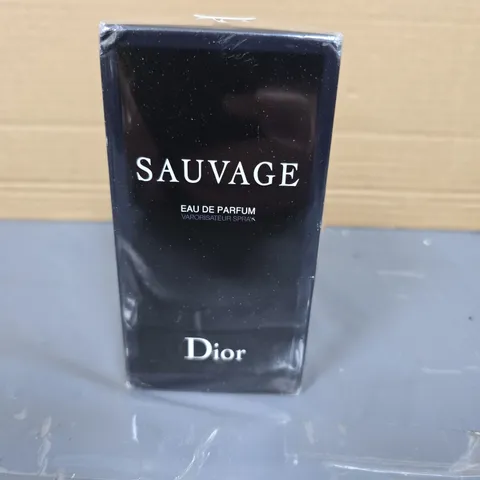 SAUVAGE
EAU DE PARFUM
VAPORISATEUR SPRAY
Dior